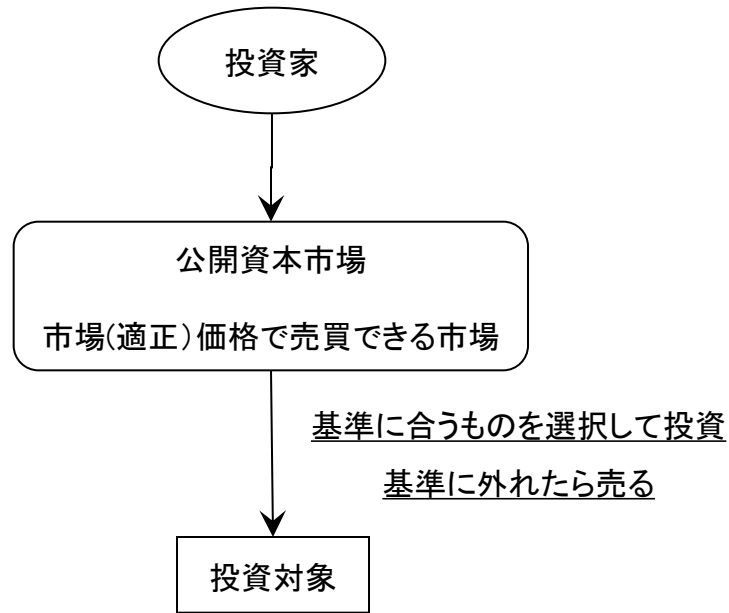 投資家
公開資本市場
市場(適正）価格で売買できる市場
基準に合うものを選択して投資
基準に外れたら売る
投資対象